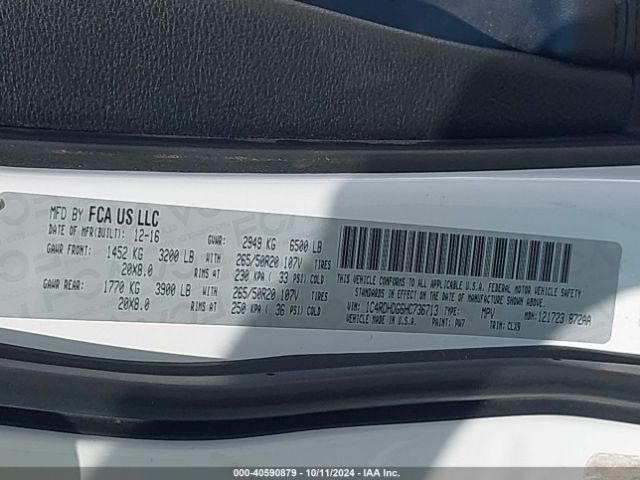 MFD BY FCA US LLC
DATE OF MFR(BUILT): 12-16 GVWR: 2949 KG 6500 LB
GAWR FRONT: 1452 KG 3200 LB WITH 265/50R20 107V TIRES
20X8.0 RIMS AT 230 KPA ( 33 PSI) COLD
GAWR REAR: 1770 KG 3900 LB WITH 265/50R20 107V TIRES
20X8.0 RIMS AT 250 KPA ( 36 PSI) COLD
THIS VEHICLE CONFORMS TO ALL APPLICABLE U.S.A. FEDERAL MOTOR VEHICLE SAFETY
STANDARDS IN EFFECT ON THE DATE OF MANUFACTURE SHOWN ABOVE.
VIN: 1C4RDHDG6HC736713 TYPE: MPV MDH: 121723 872AA
VEHICLE MADE IN U.S.A. PAINT: PW7 TRIM: CLX9
000-40590879 - 10/11/2024 - IAA Inc.